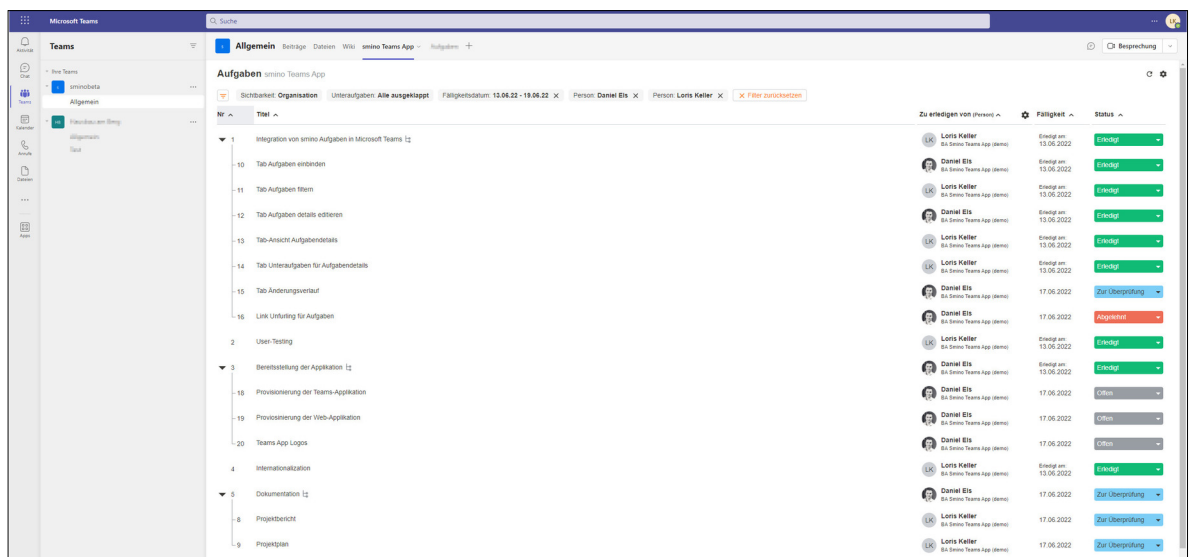 Microsoft Teams
Suche
LK
Aktivität
Chat
Teams
Kalender
Anrufe
Dateien
Apps
Teams
Ihre Teams
sminobeta
Allgemein
Allgemein Beiträge Dateien Wiki smino Teams App Aufgaben
Besprechung
Aufgaben smino Teams App
Sichtbarkeit: Organisation Unteraufgaben: Alle ausgeklappt Fälligkeitsdatum: 13.06.22 - 19.06.22 Person: Daniel Els Person: Loris Keller Filter zurücksetzen
Nr Titel Zu erledigen von (Person) Fälligkeit Status
1 Integration von smino Aufgaben in Microsoft Teams LK Loris Keller BA Smino Teams App (demo) Erledigt am: 13.06.2022 Erledigt
10 Tab Aufgaben einbinden Daniel Els BA Smino Teams App (demo) Erledigt am: 13.06.2022 Erledigt
11 Tab Aufgaben filtern LK Loris Keller BA Smino Teams App (demo) Erledigt am: 13.06.2022 Erledigt
12 Tab Aufgaben details editieren Daniel Els BA Smino Teams App (demo) Erledigt am: 13.06.2022 Erledigt
13 Tab-Ansicht Aufgabendetails LK Loris Keller BA Smino Teams App (demo) Erledigt am: 13.06.2022 Erledigt
14 Tab Unteraufgaben für Aufgabendetails LK Loris Keller BA Smino Teams App (demo) Erledigt am: 13.06.2022 Erledigt
15 Tab Änderungsverlauf Daniel Els BA Smino Teams App (demo) 17.06.2022 Zur Überprüfung
16 Link Unfurling für Aufgaben Daniel Els BA Smino Teams App (demo) 17.06.2022 Abgelehnt
2 User-Testing LK Loris Keller BA Smino Teams App (demo) Erledigt am: 13.06.2022 Erledigt
3 Bereitsstellung der Applikation Daniel Els BA Smino Teams App (demo) Erledigt am: 13.06.2022 Erledigt
18 Provisionierung der Teams-Applikation Daniel Els BA Smino Teams App (demo) 17.06.2022 Offen
19 Proviosinierung der Web-Applikation Daniel Els BA Smino Teams App (demo) 17.06.2022 Offen
20 Teams App Logos Daniel Els BA Smino Teams App (demo) 17.06.2022 Offen
4 Internationalization LK Loris Keller BA Smino Teams App (demo) Erledigt am: 13.06.2022 Erledigt
Dokumentation Daniel Els BA Smino Teams App (demo) 17.06.2022 Zur Überprüfung
8 Projektbericht LK Loris Keller BA Smino Teams App (demo) 17.06.2022 Zur Überprüfung
9 Projektplan LK Loris Keller BA Smino Teams App (demo) 17.06.2022 Zur Überprüfung